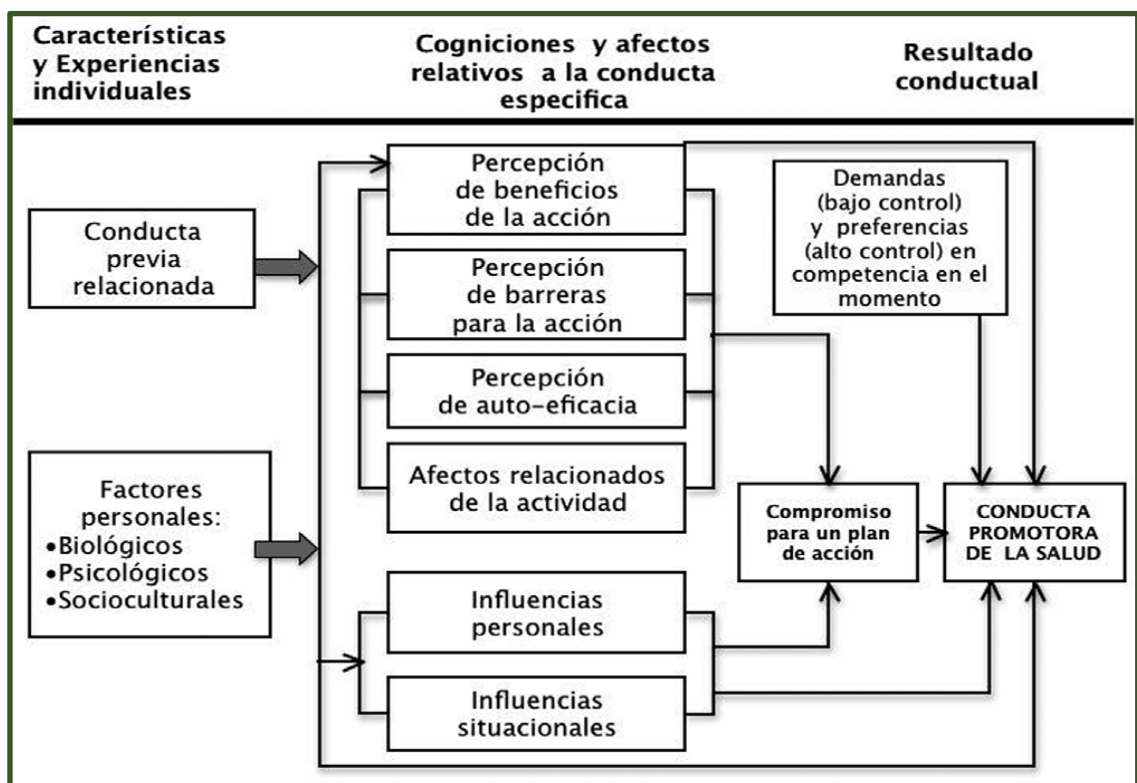 Características
y Experiencias
individuales
Cogniciones y afectos
relativos a la conducta
especifica
Resultado
conductual
Conducta
previa
relacionada
Factores
personales:
•Biológicos
•Psicológicos
•Socioculturales
Percepción
de beneficios
de la acción
Percepción
de barreras
para la acción
Percepción
de auto-eficacia
Afectos relacionados
de la actividad
Influencias
personales
Influencias
situacionales
Demandas
(bajo control)
y preferencias
(alto control) en
competencia en el
momento
Compromiso
para un plan
de acción
CONDUCTA
PROMOTORA
DE LA SALUD